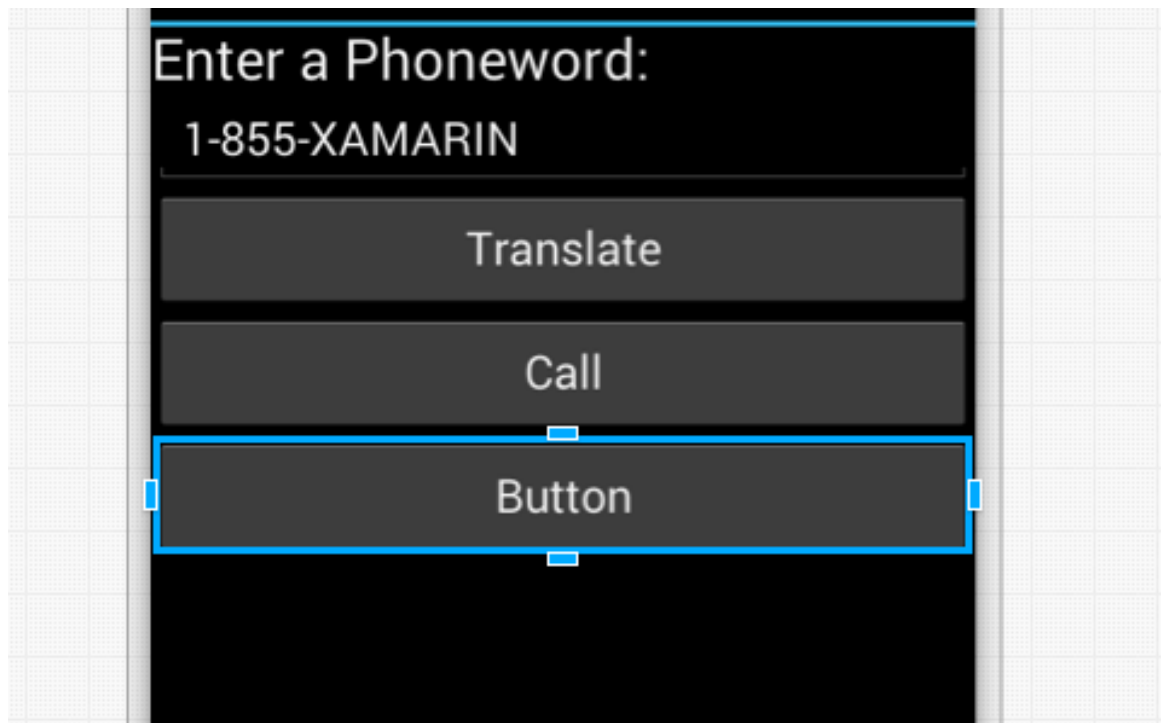 Enter a Phoneword:
1-855-XAMARIN
Translate
Call
Button